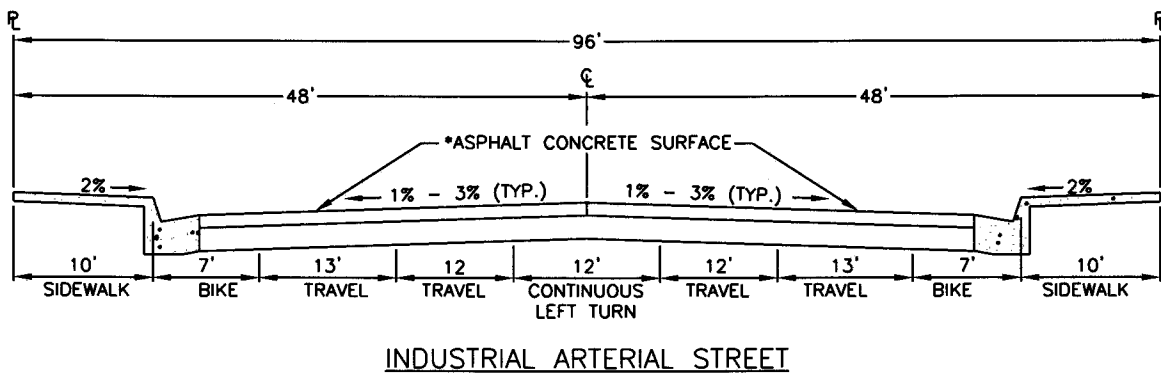 ℄ ℄
96'
℄
48' 48'
*ASPHALT CONCRETE SURFACE
2% 1% - 3% (TYP.) 1% - 3% (TYP.) 2%
10' 7' 13' 12 12' 12' 13' 7' 10'
SIDEWALK BIKE TRAVEL TRAVEL CONTINUOUS TRAVEL TRAVEL BIKE SIDEWALK
LEFT TURN
INDUSTRIAL ARTERIAL STREET